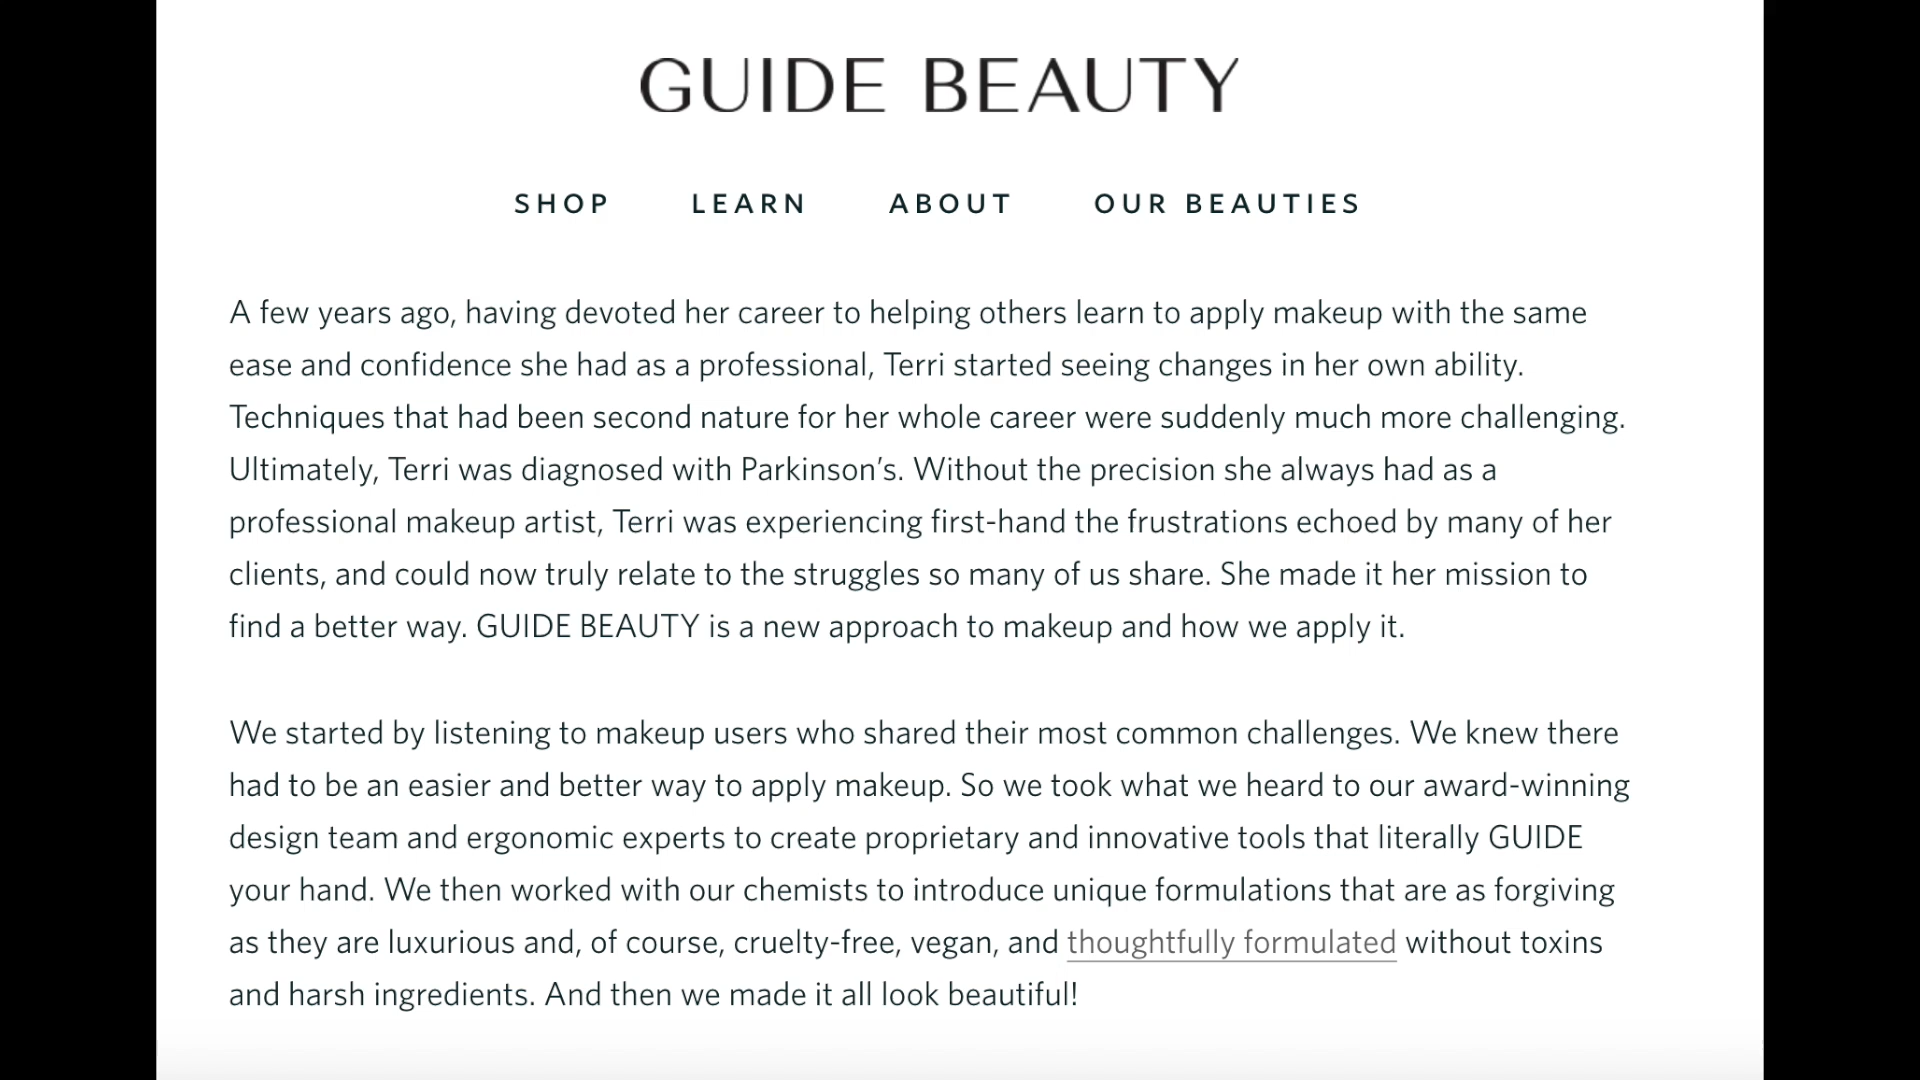 GUIDE BEAUTY
SHOP LEARN ABOUT OUR BEAUTIES
A few years ago, having devoted her career to helping others learn to apply makeup with the same
ease and confidence she had as a professional, Terri started seeing changes in her own ability.
Techniques that had been second nature for her whole career were suddenly much more challenging.
Ultimately, Terri was diagnosed with Parkinson’s. Without the precision she always had as a
professional makeup artist, Terri was experiencing first-hand the frustrations echoed by many of her
clients, and could now truly relate to the struggles so many of us share. She made it her mission to
find a better way. GUIDE BEAUTY is a new approach to makeup and how we apply it.
We started by listening to makeup users who shared their most common challenges. We knew there
had to be an easier and better way to apply makeup. So we took what we heard to our award-winning
design team and ergonomic experts to create proprietary and innovative tools that literally GUIDE
your hand. We then worked with our chemists to introduce unique formulations that are as forgiving
as they are luxurious and, of course, cruelty-free, vegan, and thoughtfully formulated without toxins
and harsh ingredients. And then we made it all look beautiful!